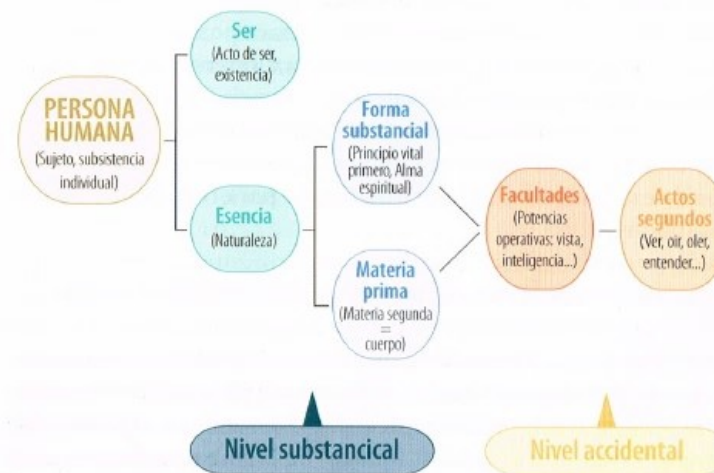 PERSONA
HUMANA
(Sujeto, subsistencia
individual)
Ser
(Acto de ser,
existencia)
Esencia
(Naturaleza)
Forma
substancial
(Principio vital
primero, Alma
espiritual)
Materia
prima
(Materia segunda
=
cuerpo)
Facultades
(Potencias
operativas: vista,
inteligencia...)
Actos
segundos
(Ver, oir, oler,
entender...)
Nivel substancical
Nivel accidental